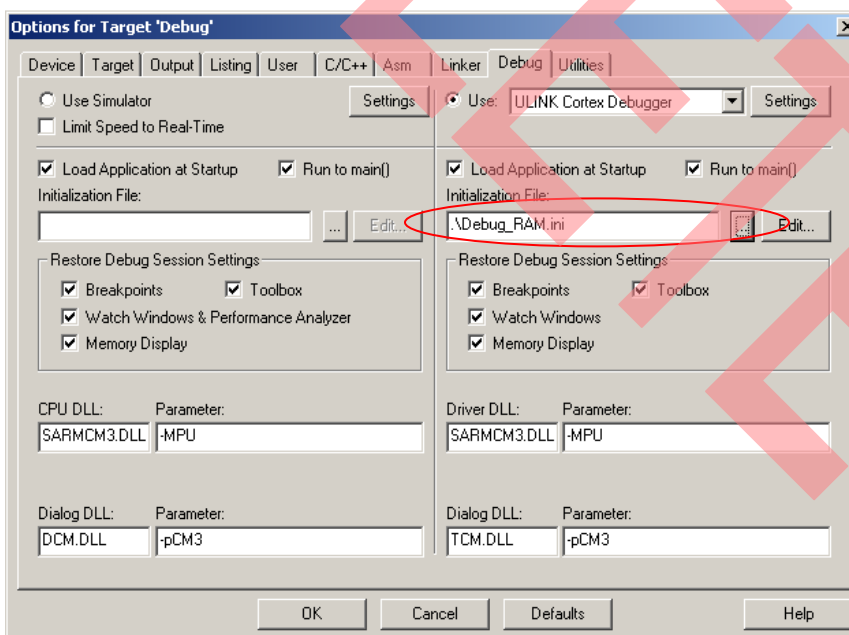 Options for Target 'Debug'
Device Target Output Listing User C/C++ Asm Linker Debug Utilities
Use Simulator Settings Use: ULINK Cortex Debugger Settings
Limit Speed to Real-Time
Load Application at Startup Run to main() Load Application at Startup Run to main()
Initialization File: Initialization File:
... Edit... .\Debug_RAM.ini ... Edit...
Restore Debug Session Settings Restore Debug Session Settings
Breakpoints Toolbox Breakpoints Toolbox
Watch Windows & Performance Analyzer Watch Windows
Memory Display Memory Display
CPU DLL: Parameter: Driver DLL: Parameter:
SARMCM3.DLL -MPU SARMCM3.DLL -MPU
Dialog DLL: Parameter: Dialog DLL: Parameter:
DCM.DLL -pCM3 TCM.DLL -pCM3
OK Cancel Defaults Help